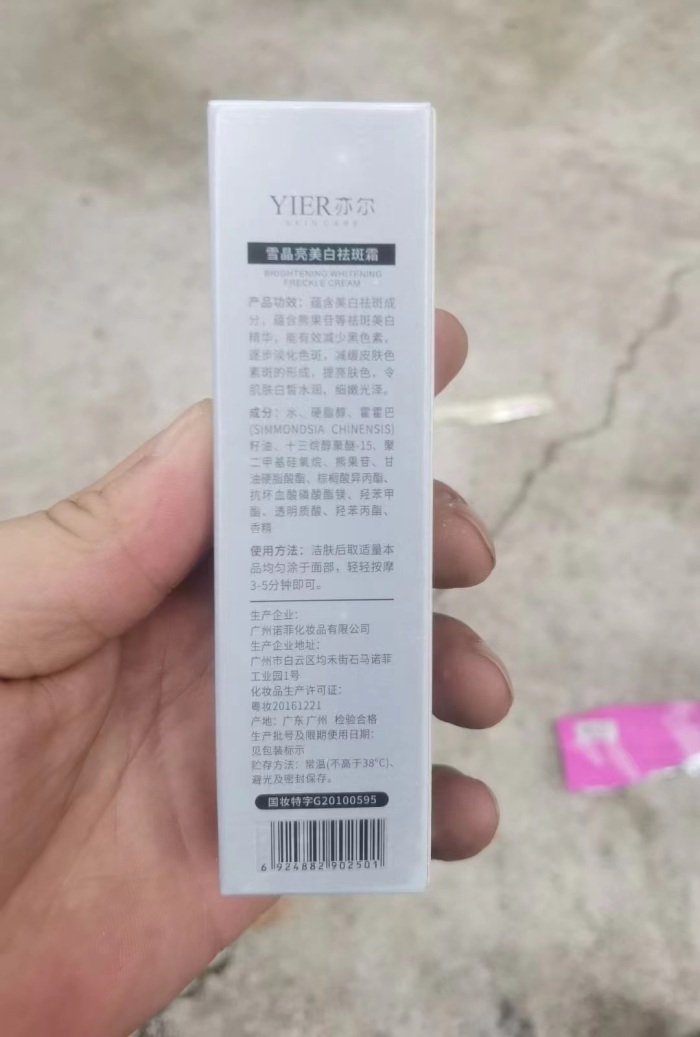 YIER亦尔
SKIN CARE
雪晶亮美白祛斑霜
BRIGHTENING WHITENING
FRECKLE CREAM
产品功效：蕴含美白祛斑成
分，蕴含熊果苷等祛斑美白
精华，能有效减少黑色素，
逐步淡化色斑，减缓皮肤色
素斑的形成，提亮肤色，令
肌肤白皙水润、细嫩光泽。
成分：水、硬脂醇、霍霍巴
(SIMMONDSIA CHINENSIS)
籽油、十三烷醇聚醚-15、聚
二甲基硅氧烷、熊果苷、甘
油硬脂酸酯、棕榈酸异丙酯、
抗坏血酸磷酸酯镁、羟苯甲
酯、透明质酸、羟苯丙酯、
香精
使用方法：洁肤后取适量本
品均匀涂于面部，轻轻按摩
3-5分钟即可。
生产企业：
广州诺菲化妆品有限公司
生产企业地址：
广州市白云区均禾街石马诺菲
工业园1号
化妆品生产许可证：
粤妆20161221
产地：广东广州 检验合格
生产批号及限期使用日期：
见包装标示
贮存方法：常温(不高于38°C)、
避光及密封保存。
国妆特字G20100595
6 924882 902501